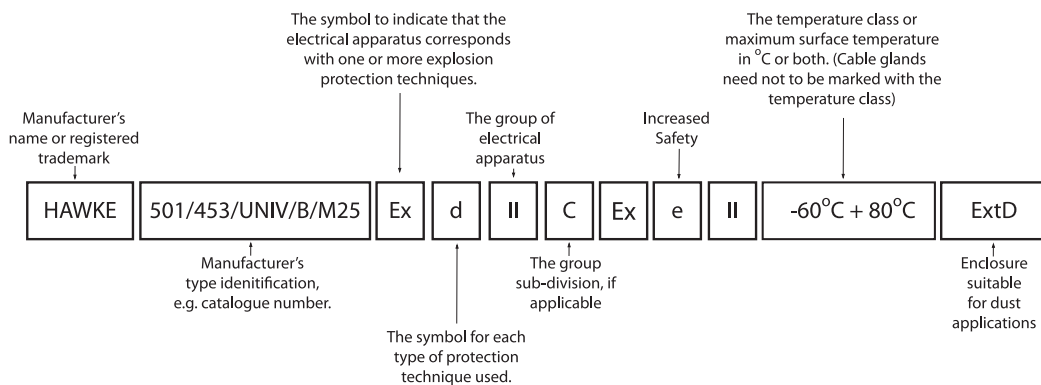 The symbol to indicate that the
electrical apparatus corresponds
with one or more explosion
protection techniques.
The temperature class or
maximum surface temperature
in °C or both. (Cable glands
need not to be marked with the
temperature class)
Manufacturer's
name or registered
trademark
The group of
electrical
apparatus
Increased
Safety
HAWKE 501/453/UNIV/B/M25 Ex d II C Ex e II -60°C + 80°C ExtD
Manufacturer's
type idenitification,
e.g. catalogue number.
The group
sub-division, if
applicable
Enclosure
suitable
for dust
applications
The symbol for each
type of protection
technique used.